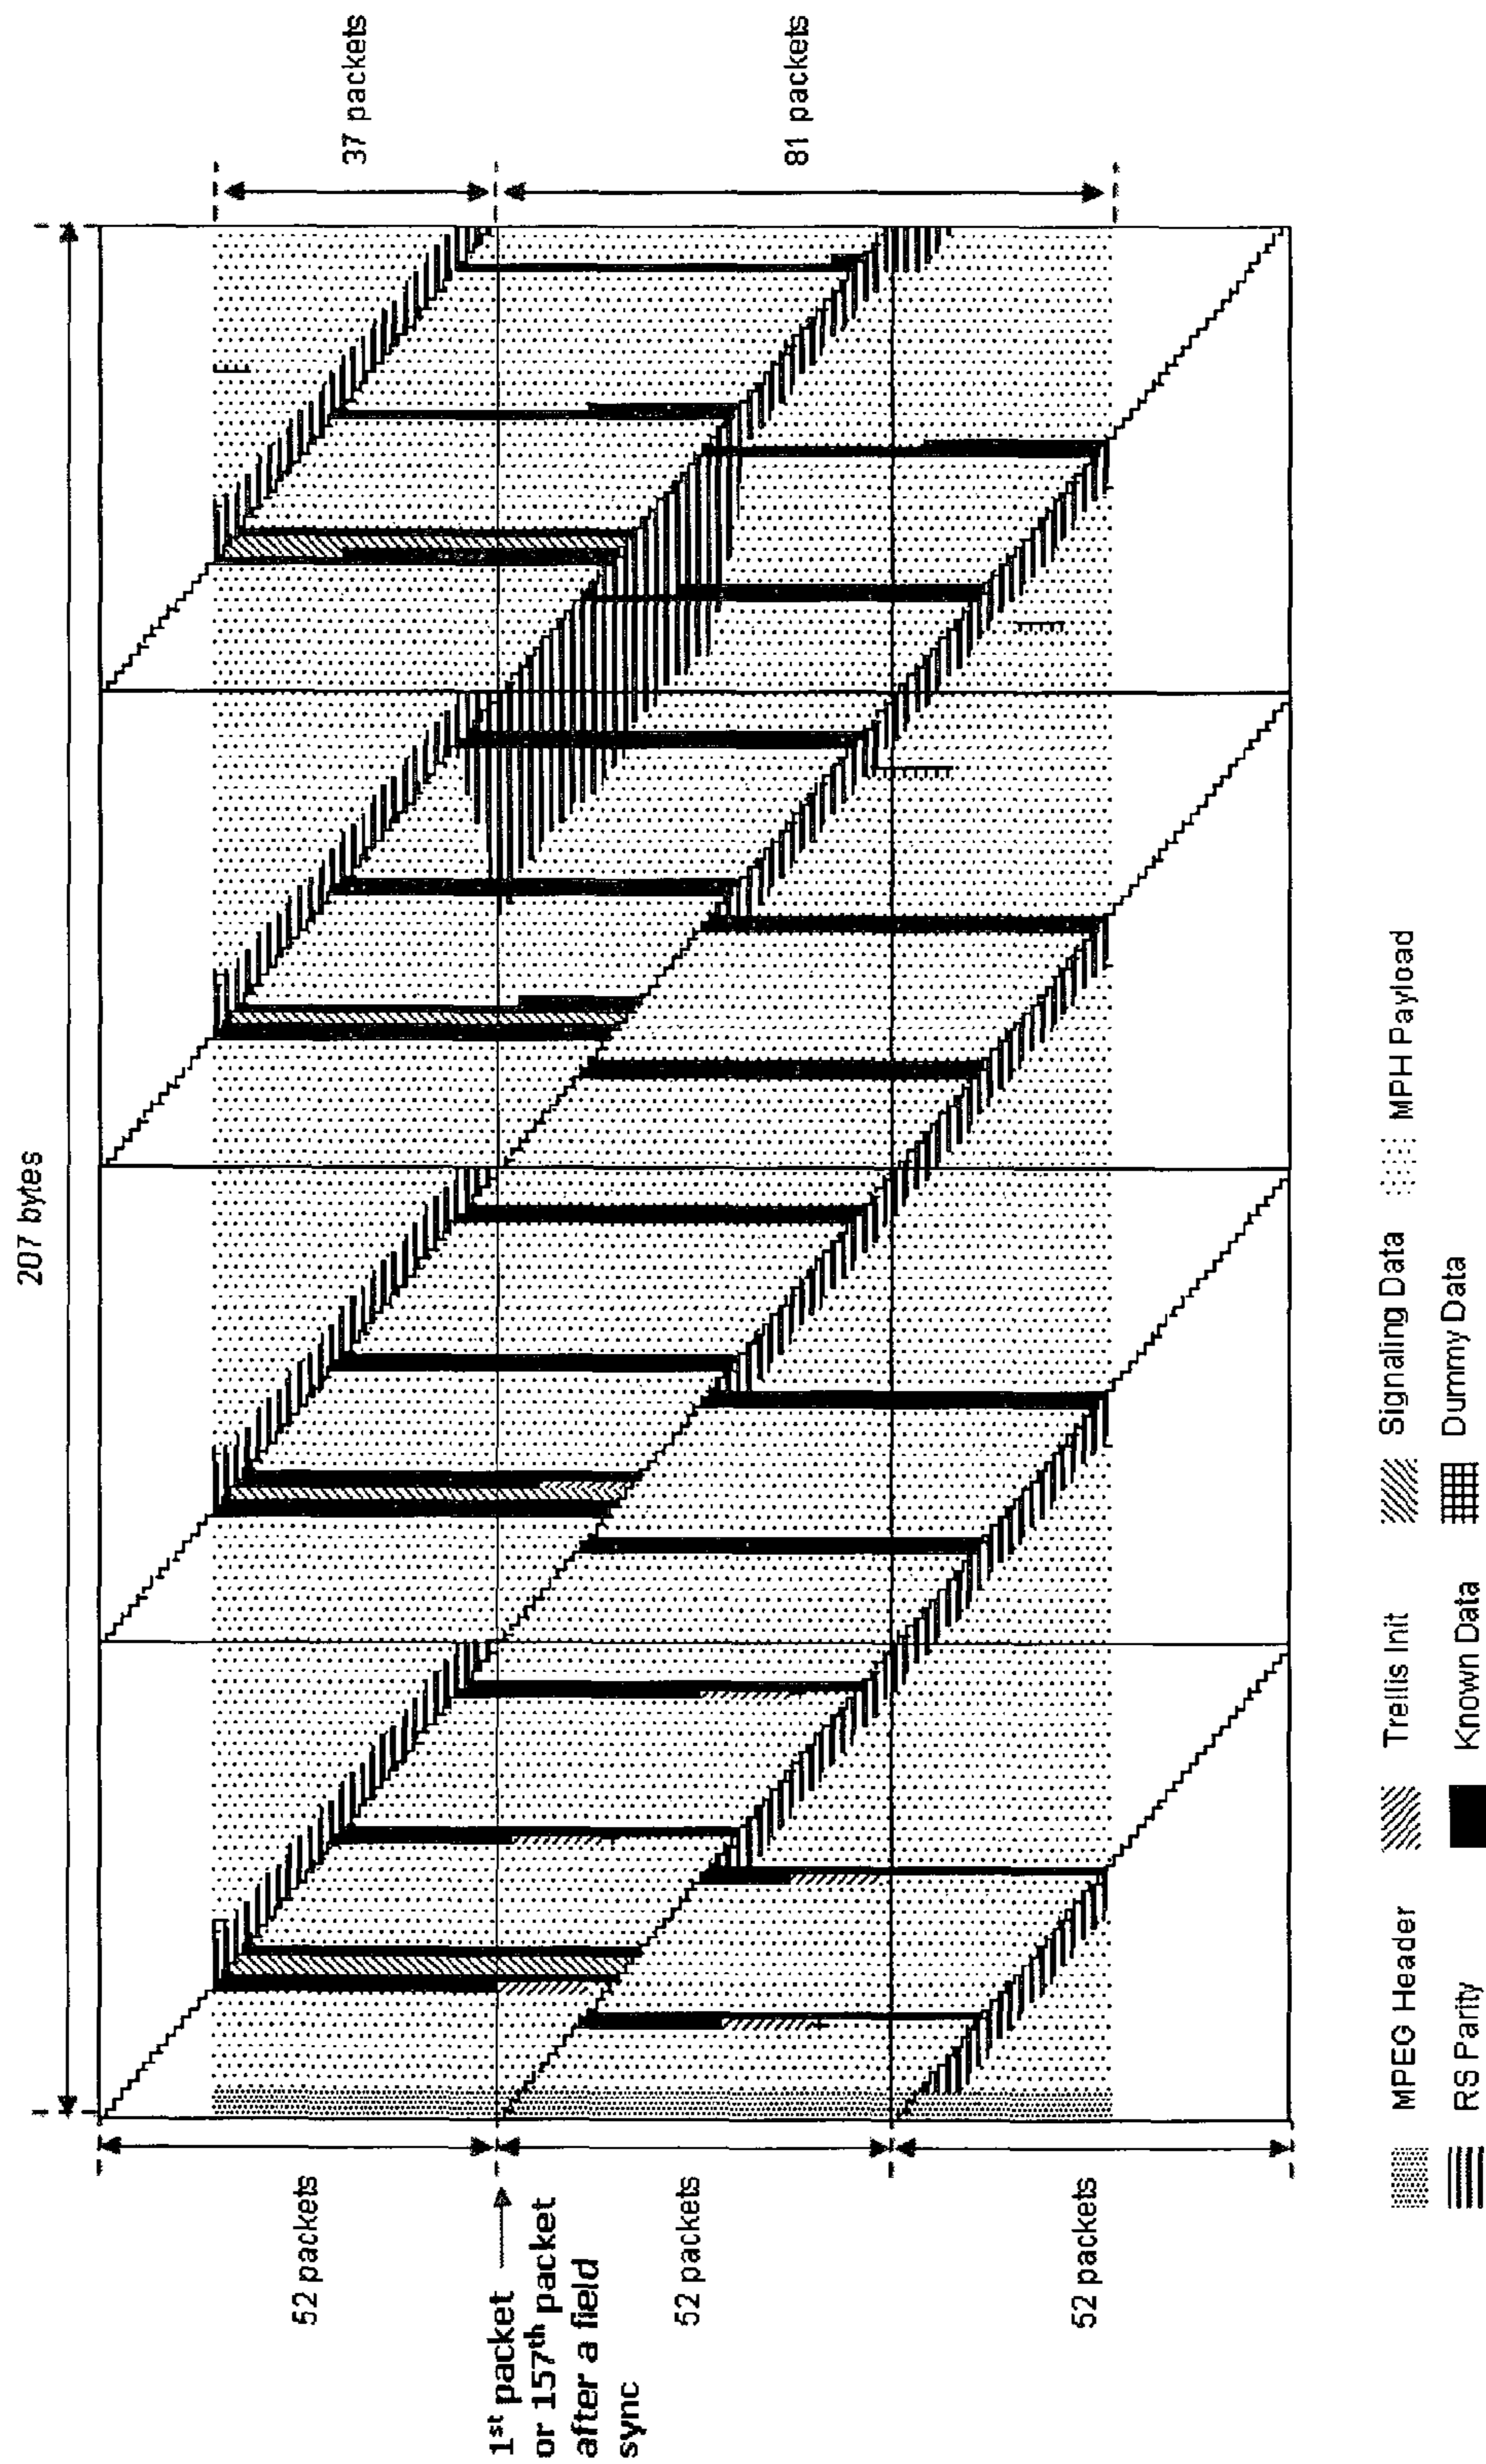 207 bytes
37 packets
81 packets
52 packets
1st packet
or 157th packet
after a field
sync
52 packets
52 packets
MPEG Header
Trellis Init
Signaling Data
MPH Payload
RS Parity
Known Data
Dummy Data